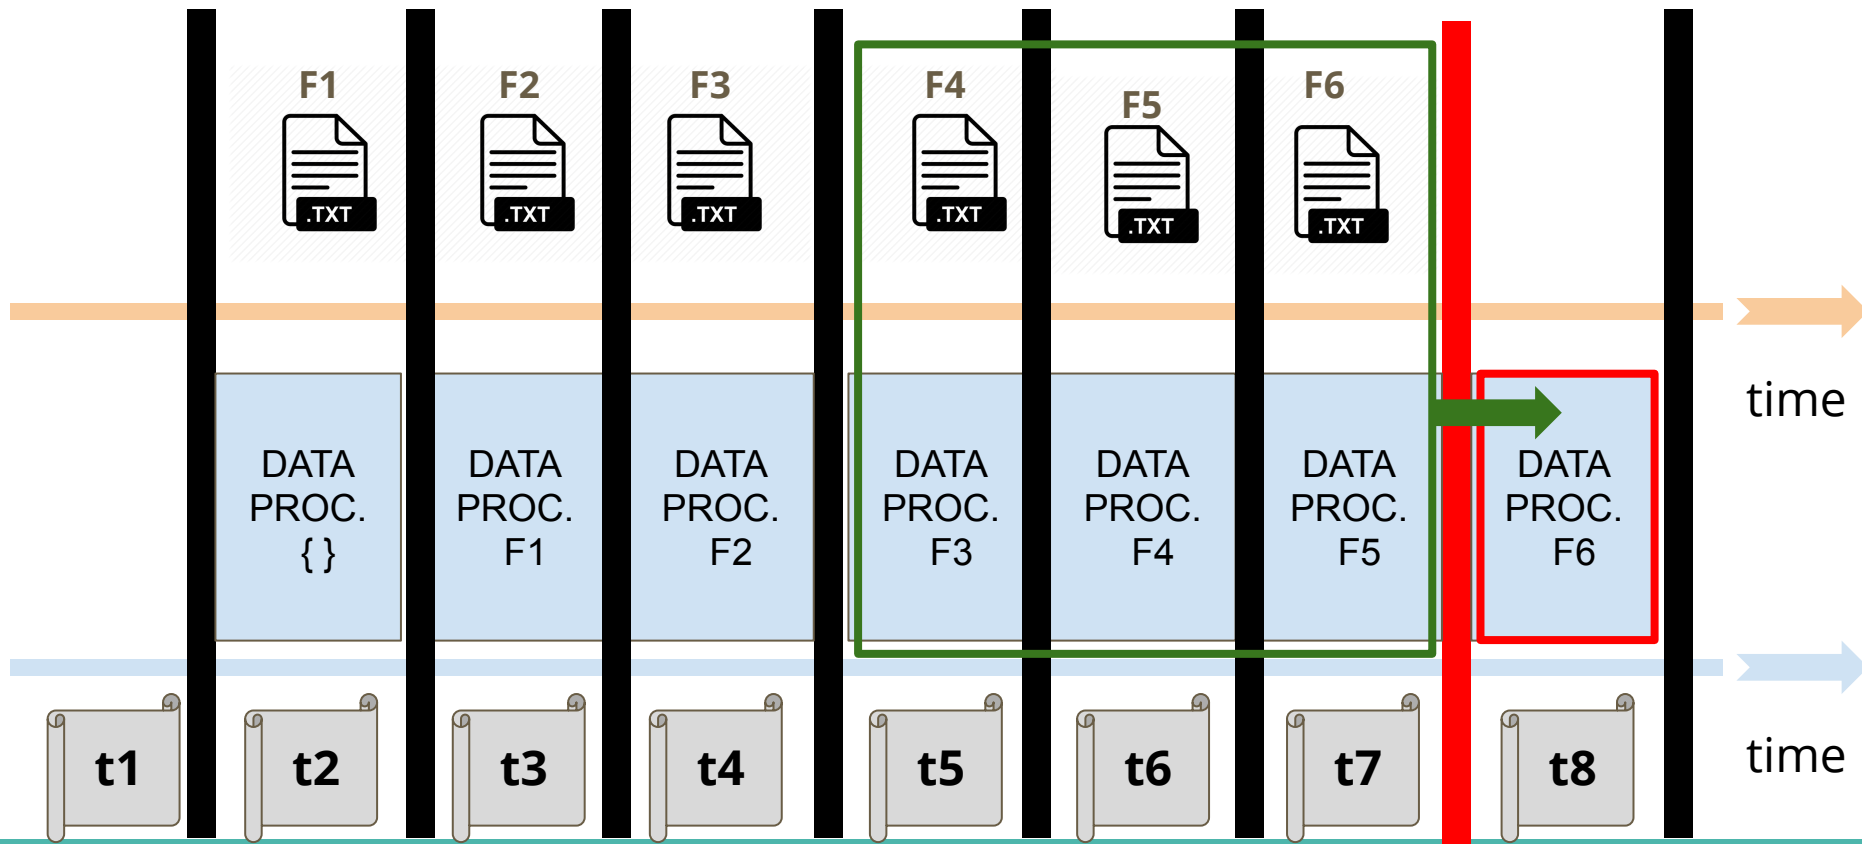 F1
F2
F3
F4
F5
F6
.TXT
.TXT
.TXT
.TXT
.TXT
.TXT
time
DATA
PROC.
{ }
DATA
PROC.
F1
DATA
PROC.
F2
DATA
PROC.
F3
DATA
PROC.
F4
DATA
PROC.
F5
DATA
PROC.
F6
t1
t2
t3
t4
t5
t6
t7
t8
time